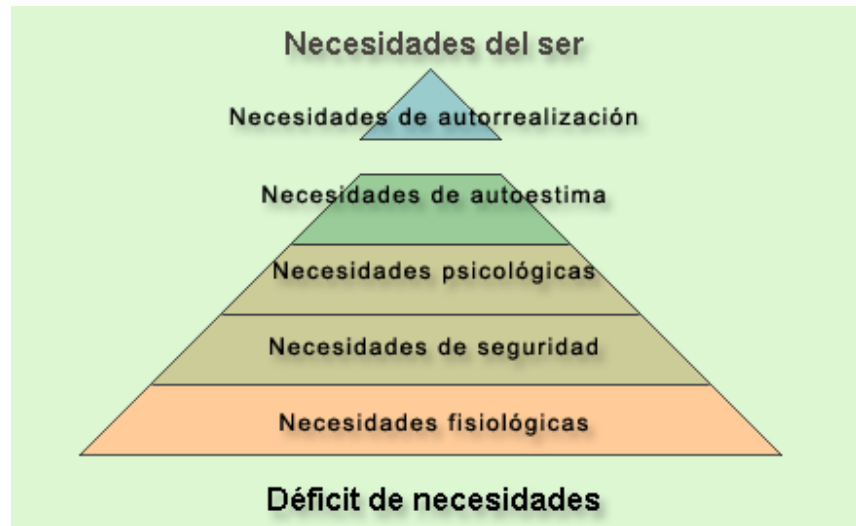 Necesidades del ser
Necesidades de autorrealización
Necesidades de autoestima
Necesidades psicológicas
Necesidades de seguridad
Necesidades fisiológicas
Déficit de necesidades